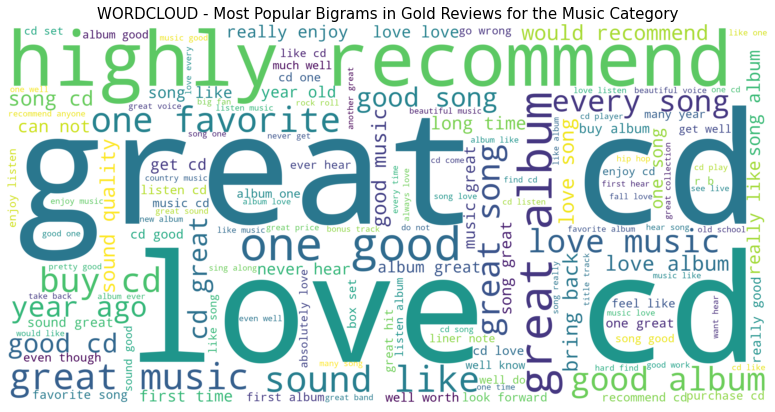 WORDCLOUD - Most Popular Bigrams in Gold Reviews for the Music Category
cd set
album good
music good
really enjoy
love love
go wrong
would recommend
like one
highly recommend
come well
song cd
song like
like cd
much well
cd one
year old
love every
another great
good song
beautiful music
every song
love listen
beautiful voice
one cd
cd player
many year
song album
recommend anyone
great voice
big fan
listen music
rock roll
can not
one favorite
song one
never get
long time
album like
buy album
get well
like album
love song
one song
great collection
enjoy listen
great cd
get cd
ever hear
good music
cd come
hip hop
cd play
r b
see live
really like
country music
listen cd
album one
every time
always love
find cd
enjoy cd
first hear
fall love
enjoy music
sound quality
music cd
great sound
album love
song love
cd listen
music great
great song
great album
good one
cd good
new album
like music
great price
bonus track
do not
favorite album
hear song
old school
one good
song great
love music
pretty good
buy cd
cd great
sing along
never hear
album great
bring back
title track
love album
music like
take back
album ever
love cd
year ago
like song
absolutely love
box set
great hit
listen album
liner note
song really
feel like
music love
want hear
really good
sound great
would like
sound good
even well
cd song
one great
good cd
even though
many song
cd love
well know
song good
cd like
great music
sound like
well do
hard find
good work
good album
favorite song
first time
first album
great band
well worth
one time
look forward
recommend cd
purchase cd